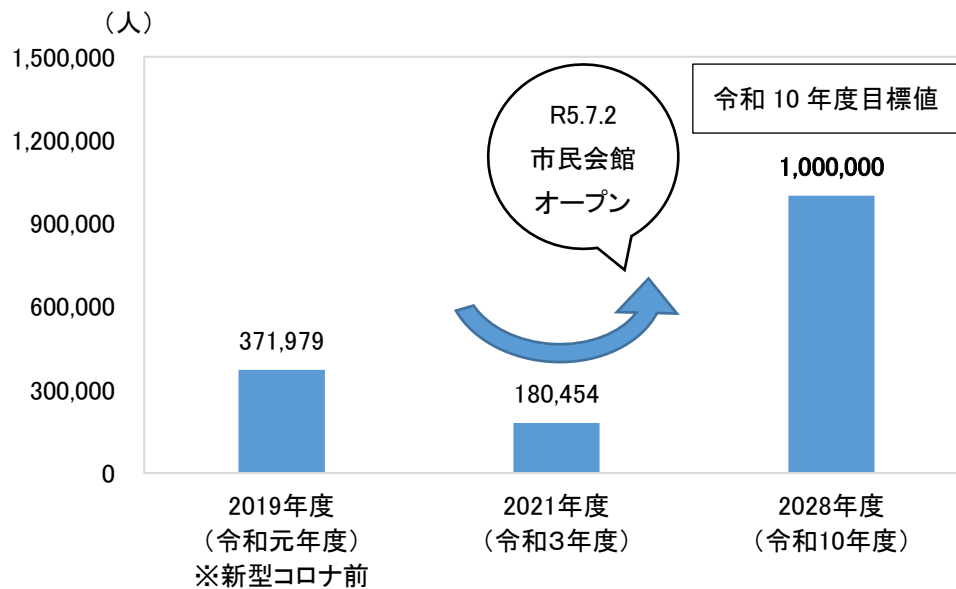 （人）
1,500,000
1,200,000
900,000
600,000
300,000
0
R5.7.2
市民会館
オープン
令和 10 年度目標値
1,000,000
371,979
180,454
2019年度
（令和元年度）
※新型コロナ前
2021年度
（令和３年度）
2028年度
（令和10年度）